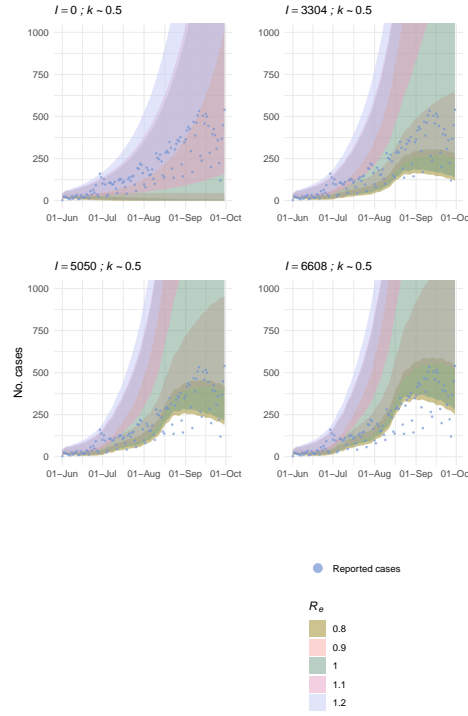 I = 0 ; k ~ 0.5
I = 3304 ; k ~ 0.5
1000
750
500
250
0
01−Jun 01−Jul 01−Aug 01−Sep 01−Oct
1000
750
500
250
0
01−Jun 01−Jul 01−Aug 01−Sep 01−Oct
I = 5050 ; k ~ 0.5
I = 6608 ; k ~ 0.5
No. cases
1000
750
500
250
0
01−Jun 01−Jul 01−Aug 01−Sep 01−Oct
1000
750
500
250
0
01−Jun 01−Jul 01−Aug 01−Sep 01−Oct
Reported cases
Re
0.8
0.9
1
1.1
1.2